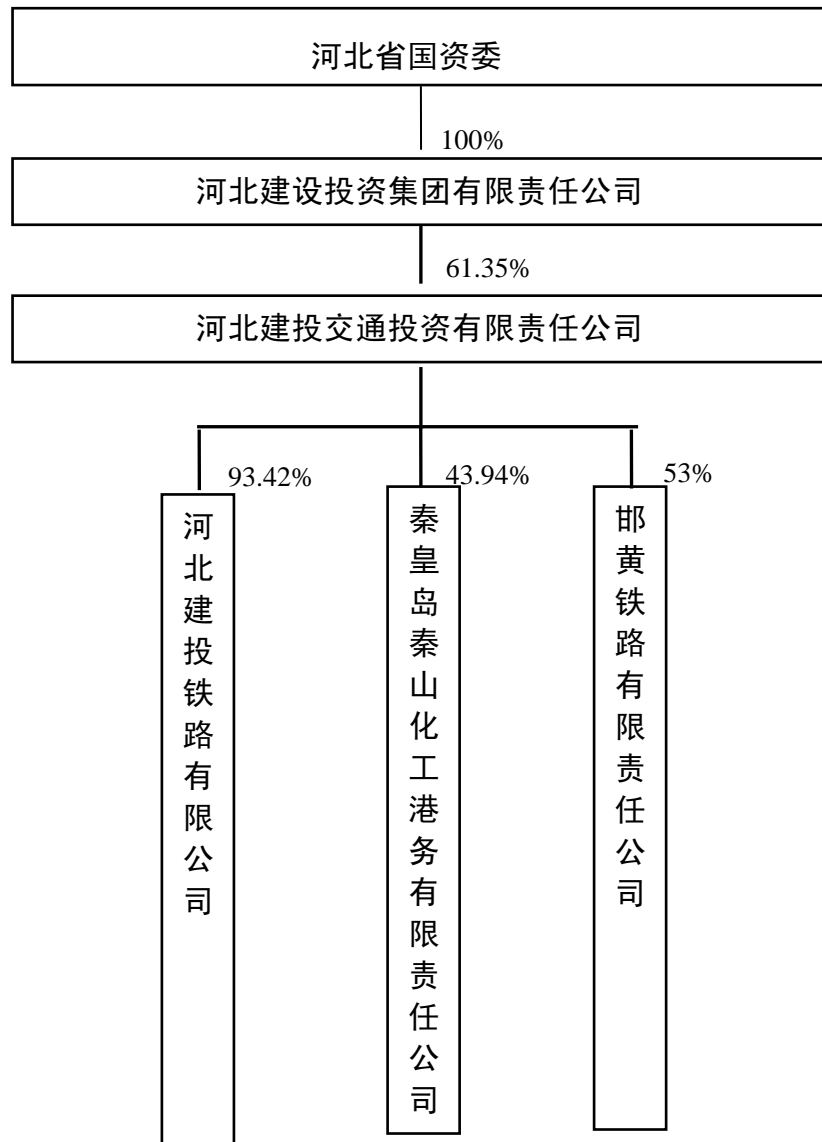 河北省国资委
100%
河北建设投资集团有限责任公司
61.35%
河北建投交通投资有限责任公司
93.42%
43.94%
53%
河北建投铁路有限公司
秦皇岛秦山化工港务有限责任公司
邯黄铁路有限责任公司